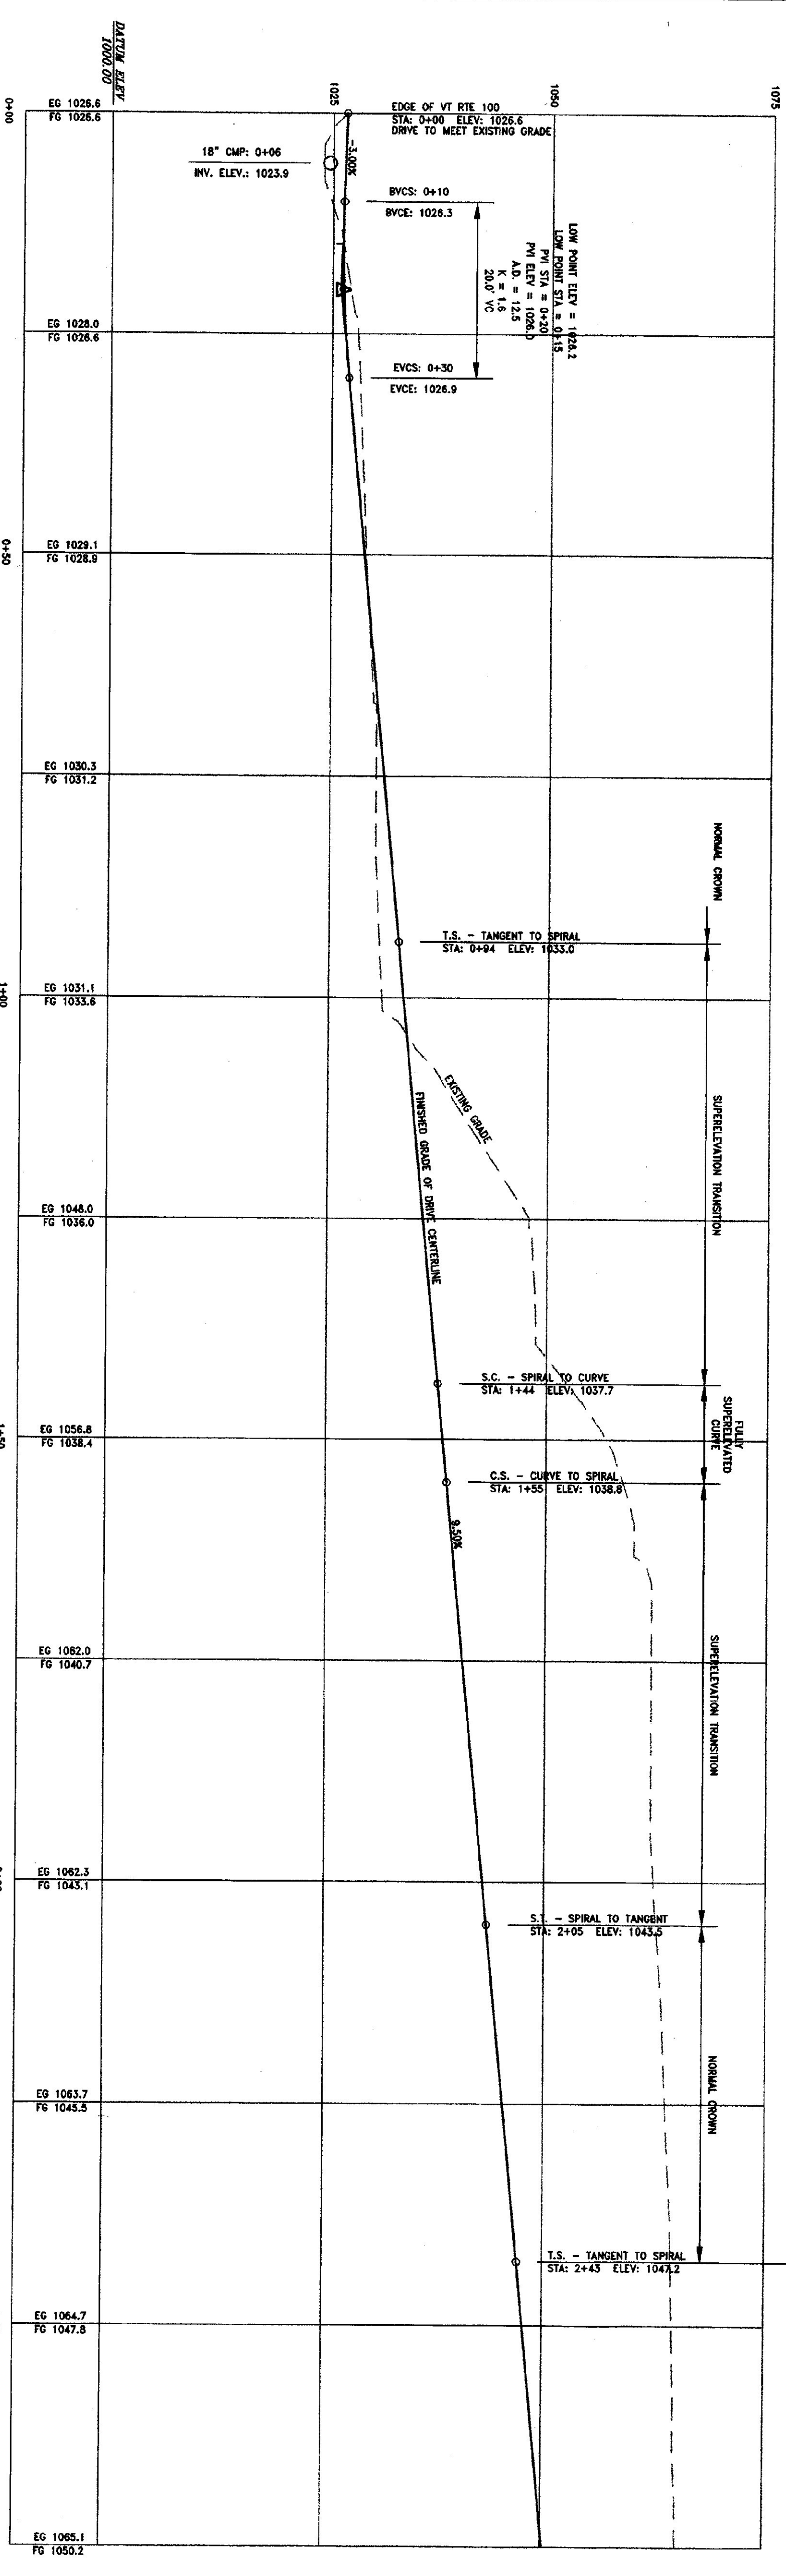 1075
1050
1025
DATUM ELEV
1000.00
EG 1026.6
FG 1026.6
0+00
EDGE OF VT RTE 100
STA: 0+00 ELEV: 1026.6
DRIVE TO MEET EXISTING GRADE
-3.00%
18" CMP: 0+06
INV. ELEV.: 1023.9
BVCS: 0+10
BVCE: 1026.3
LOW POINT ELEV = 1026.2
LOW POINT STA = 0+15
PVI STA = 0+20
PVI ELEV = 1026.0
A.D. = 12.5
K = 1.6
20.0' VC
EG 1028.0
FG 1026.6
EVCS: 0+30
EVCE: 1026.9
EG 1029.1
FG 1028.9
0+50
EG 1030.3
FG 1031.2
NORMAL CROWN
T.S. - TANGENT TO SPIRAL
STA: 0+94 ELEV: 1033.0
EG 1031.1
FG 1033.6
1+00
EXISTING GRADE
FINISHED GRADE OF DRIVE CENTERLINE
SUPERELEVATION TRANSITION
EG 1048.0
FG 1036.0
S.C. - SPIRAL TO CURVE
STA: 1+44 ELEV: 1037.7
FULLY
SUPERELEVATED
CURVE
EG 1056.8
FG 1038.4
1+50
C.S. - CURVE TO SPIRAL
STA: 1+55 ELEV: 1038.8
9.50%
EG 1062.0
FG 1040.7
SUPERELEVATION TRANSITION
EG 1062.3
FG 1043.1
S.T. - SPIRAL TO TANGENT
STA: 2+05 ELEV: 1043.5
NORMAL CROWN
EG 1063.7
FG 1045.5
T.S. - TANGENT TO SPIRAL
STA: 2+43 ELEV: 1047.2
EG 1064.7
FG 1047.8
EG 1065.1
FG 1050.2